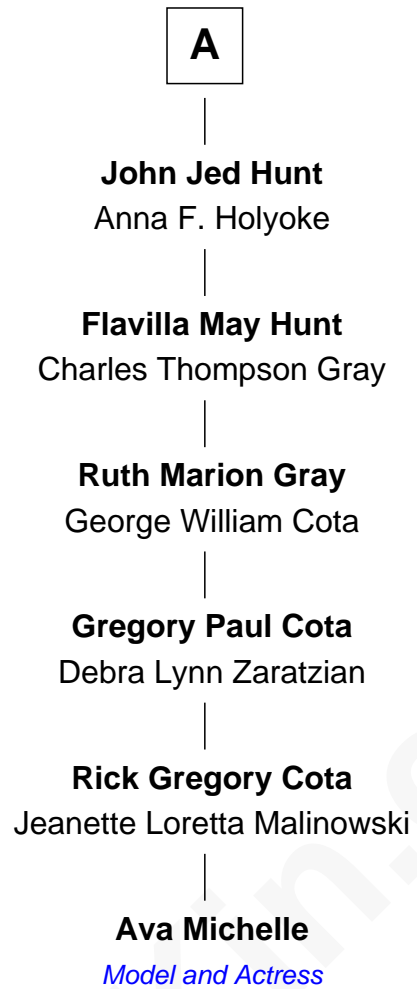 A
John Jed Hunt
Anna F. Holyoke
Flavilla May Hunt
Charles Thompson Gray
Ruth Marion Gray
George William Cota
Gregory Paul Cota
Debra Lynn Zaratzian
Rick Gregory Cota
Jeanette Loretta Malinowski
Ava Michelle
Model and Actress